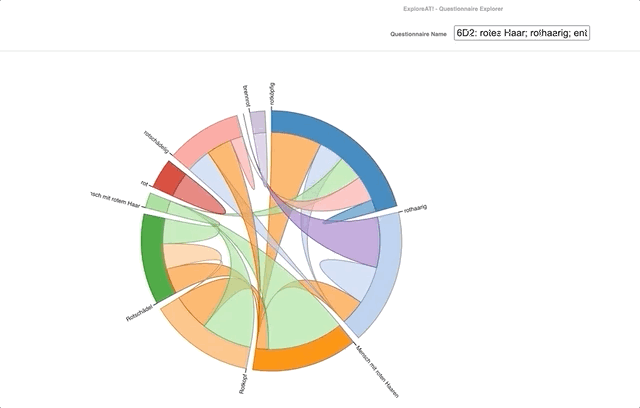 ExploreAT! - Questionnaire Explorer
Questionnaire Name
6D2: rotes Haar; rothaarig; ent
brennrot
rotköpfig
rotschädelig
rot
rothaarig
nsch mit rotem Haar
Rotschädel
Rotkopf
Mensch mit roten Haaren